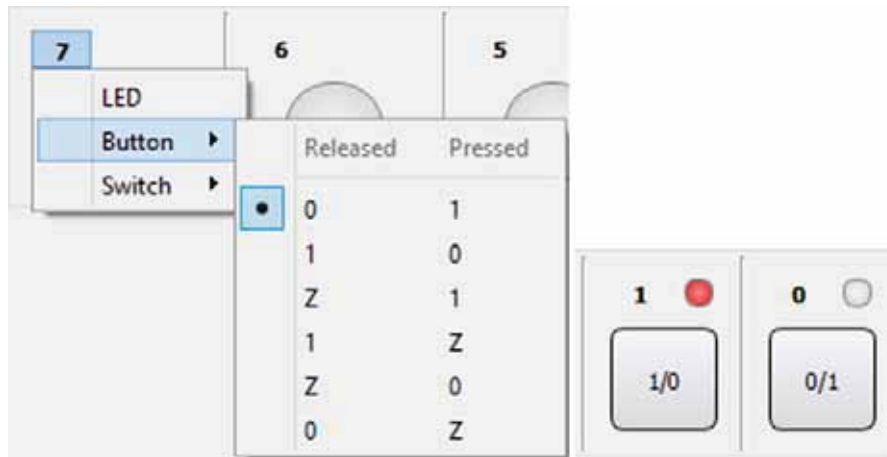 7 6 5
LED
Button
Switch
Released Pressed
0 1
1 0
Z 1
1 Z
Z 0
0 Z
1 0
1/0 0/1